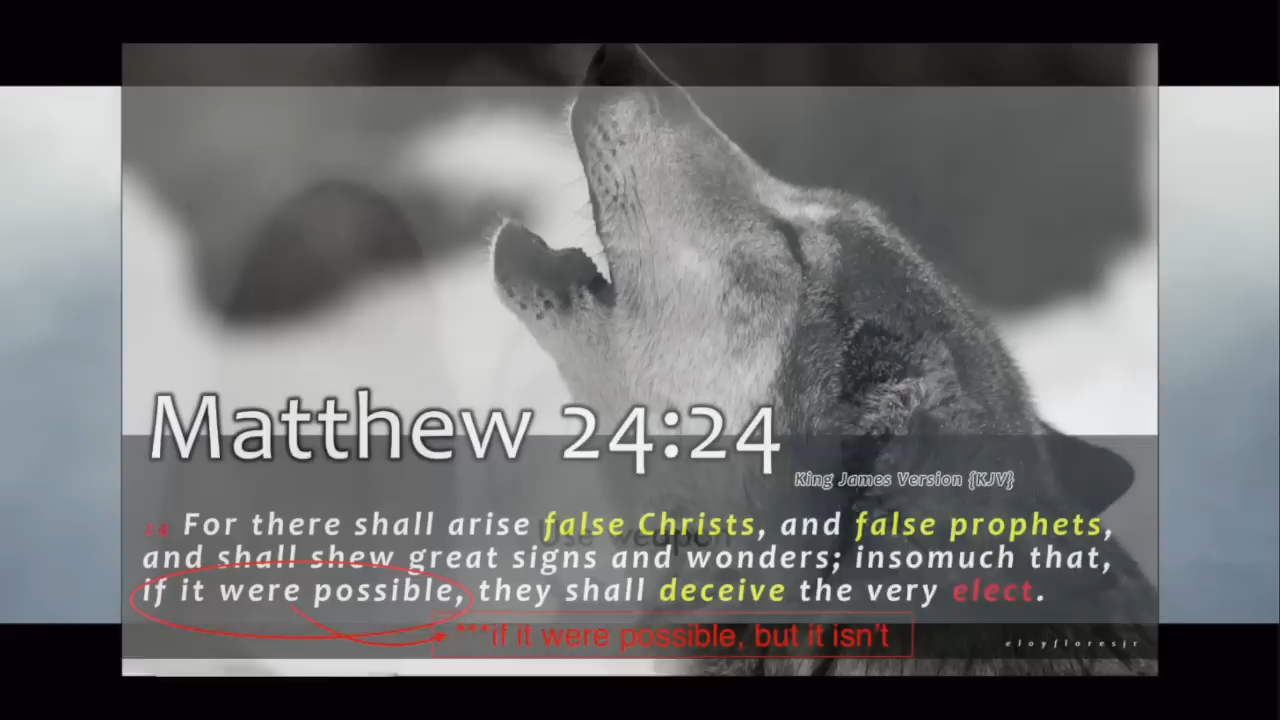 Matthew 24:24
King James Version {KJV}
24 For there shall arise false Christs, and false prophets,
and shall shew great signs and wonders; insomuch that,
if it were possible, they shall deceive the very elect.
***if it were possible, but it isn't
eloyfloresjr